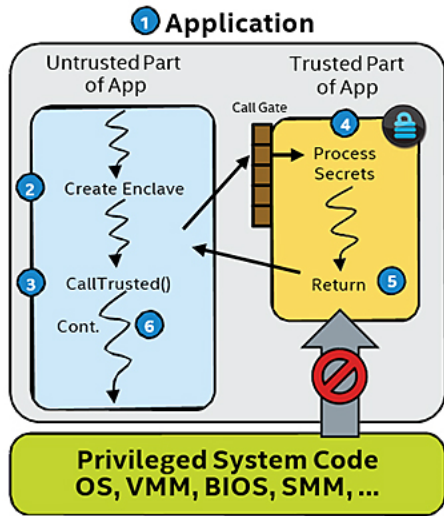 1 Application
Untrusted Part
of App
Trusted Part
of App
Call Gate
2 Create Enclave
3 CallTrusted()
Cont. 6
4
Process
Secrets
Return 5
Privileged System Code
OS, VMM, BIOS, SMM, ...